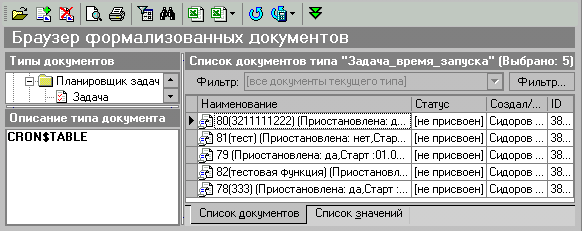 Браузер формализованных документов
Типы документов
Планировщик задач
Задача
Описание типа документа
CRON$TABLE
Список документов типа "Задача_время_запуска" (Выбрано: 5)
Фильтр: [все документы текущего типа] Фильтр...
Наименование Статус Создал/... ID
80(3211111222) (Приостановлена: д... [не присвоен] Сидоров ... 38...
81(тест) (Приостановлена: нет,Стар... [не присвоен] Сидоров ... 38...
79 (Приостановлена: да,Старт :01.0... [не присвоен] Сидоров ... 38...
82(тестовая функция) (Приостановле... [не присвоен] Сидоров ... 38...
78(333) (Приостановлена: да,Старт :... [не присвоен] Сидоров ... 38...
Список документов Список значений